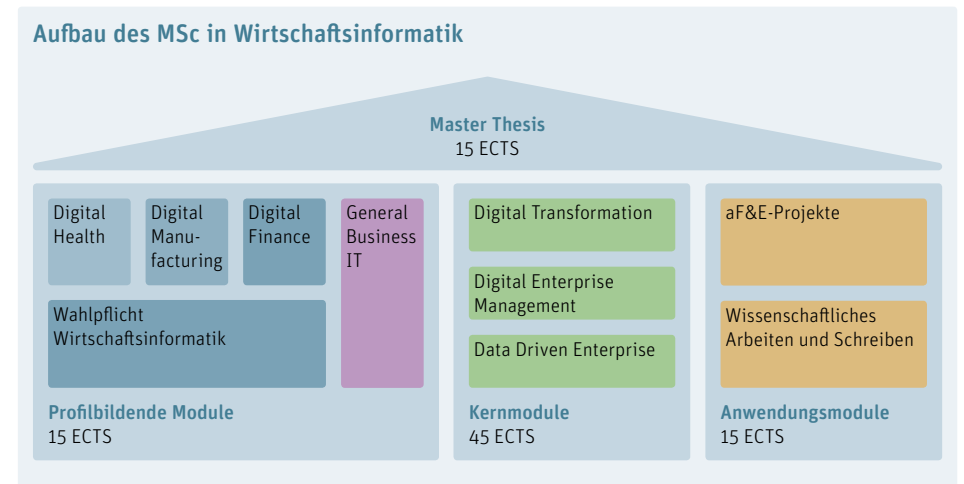 Aufbau des MSc in Wirtschaftsinformatik
Master Thesis
15 ECTS
Digital
Health
Digital
Manu-
facturing
Digital
Finance
General
Business
IT
Wahlpflicht
Wirtschaftsinformatik
Profilbildende Module
15 ECTS
Digital Transformation
Digital Enterprise
Management
Data Driven Enterprise
Kernmodule
45 ECTS
aF&E-Projekte
Wissenschaftliches
Arbeiten und Schreiben
Anwendungsmodule
15 ECTS